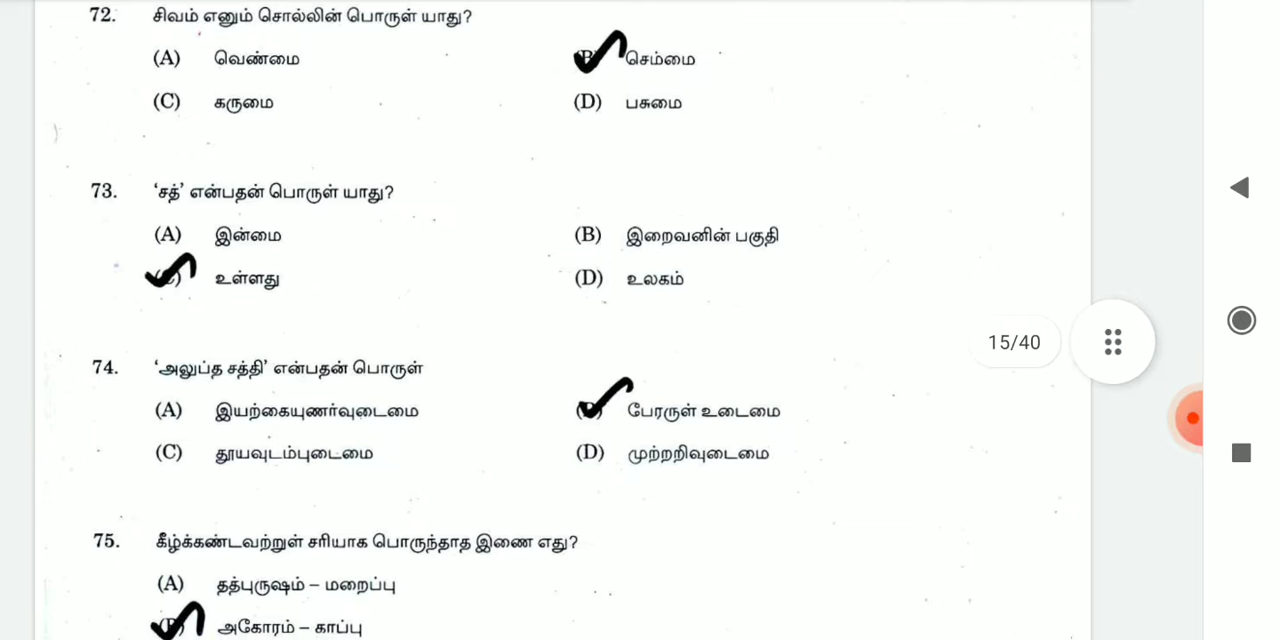 72. சிவம் எனும் சொல்லின் பொருள் யாது?
(A) வெண்மை (B) செம்மை
(C) கருமை (D) பசுமை
73. ‘சத்’ என்பதன் பொருள் யாது?
(A) இன்மை (B) இறைவனின் பகுதி
(C) உள்ளது (D) உலகம்
15/40
74. ‘அலுப்த சத்தி’ என்பதன் பொருள்
(A) இயற்கையுணர்வுடைமை (B) பேரருள் உடைமை
(C) தூயவுடம்புடைமை (D) முற்றறிவுடைமை
75. கீழ்க்கண்டவற்றுள் சரியாக பொருந்தாத இணை எது?
(A) தத்புருஷம் – மறைப்பு
(B) அகோரம் – காப்பு